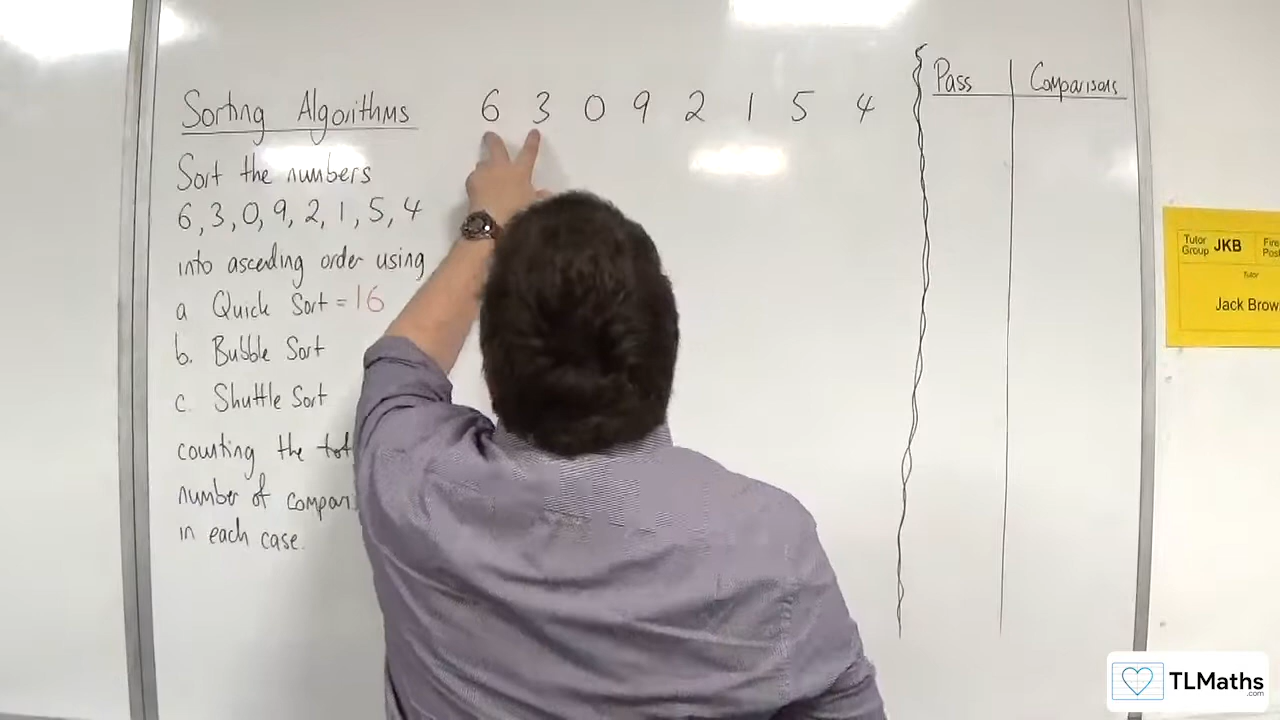 Sorting Algorithms
6 3 0 9 2 1 5 4
Pass Comparisons
Sort the numbers
6, 3, 0, 9, 2, 1, 5, 4
into ascending order using
a Quick Sort = 16
b. Bubble Sort
c. Shuttle Sort
counting the
number of
in each case.
Tutor Group JKB
Tutor
Jack
TLMaths
.com